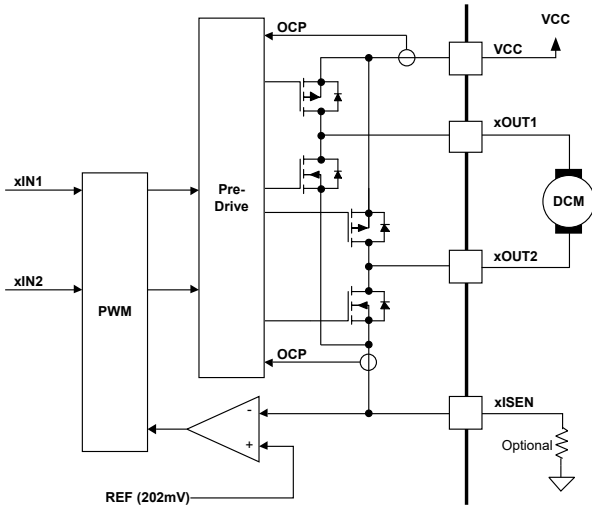 OCP
VCC
VCC
xOUT1
xIN1
Pre-
Drive
DCM
xIN2
PWM
xOUT2
OCP
-
+
xISEN
Optional
REF (202mV)